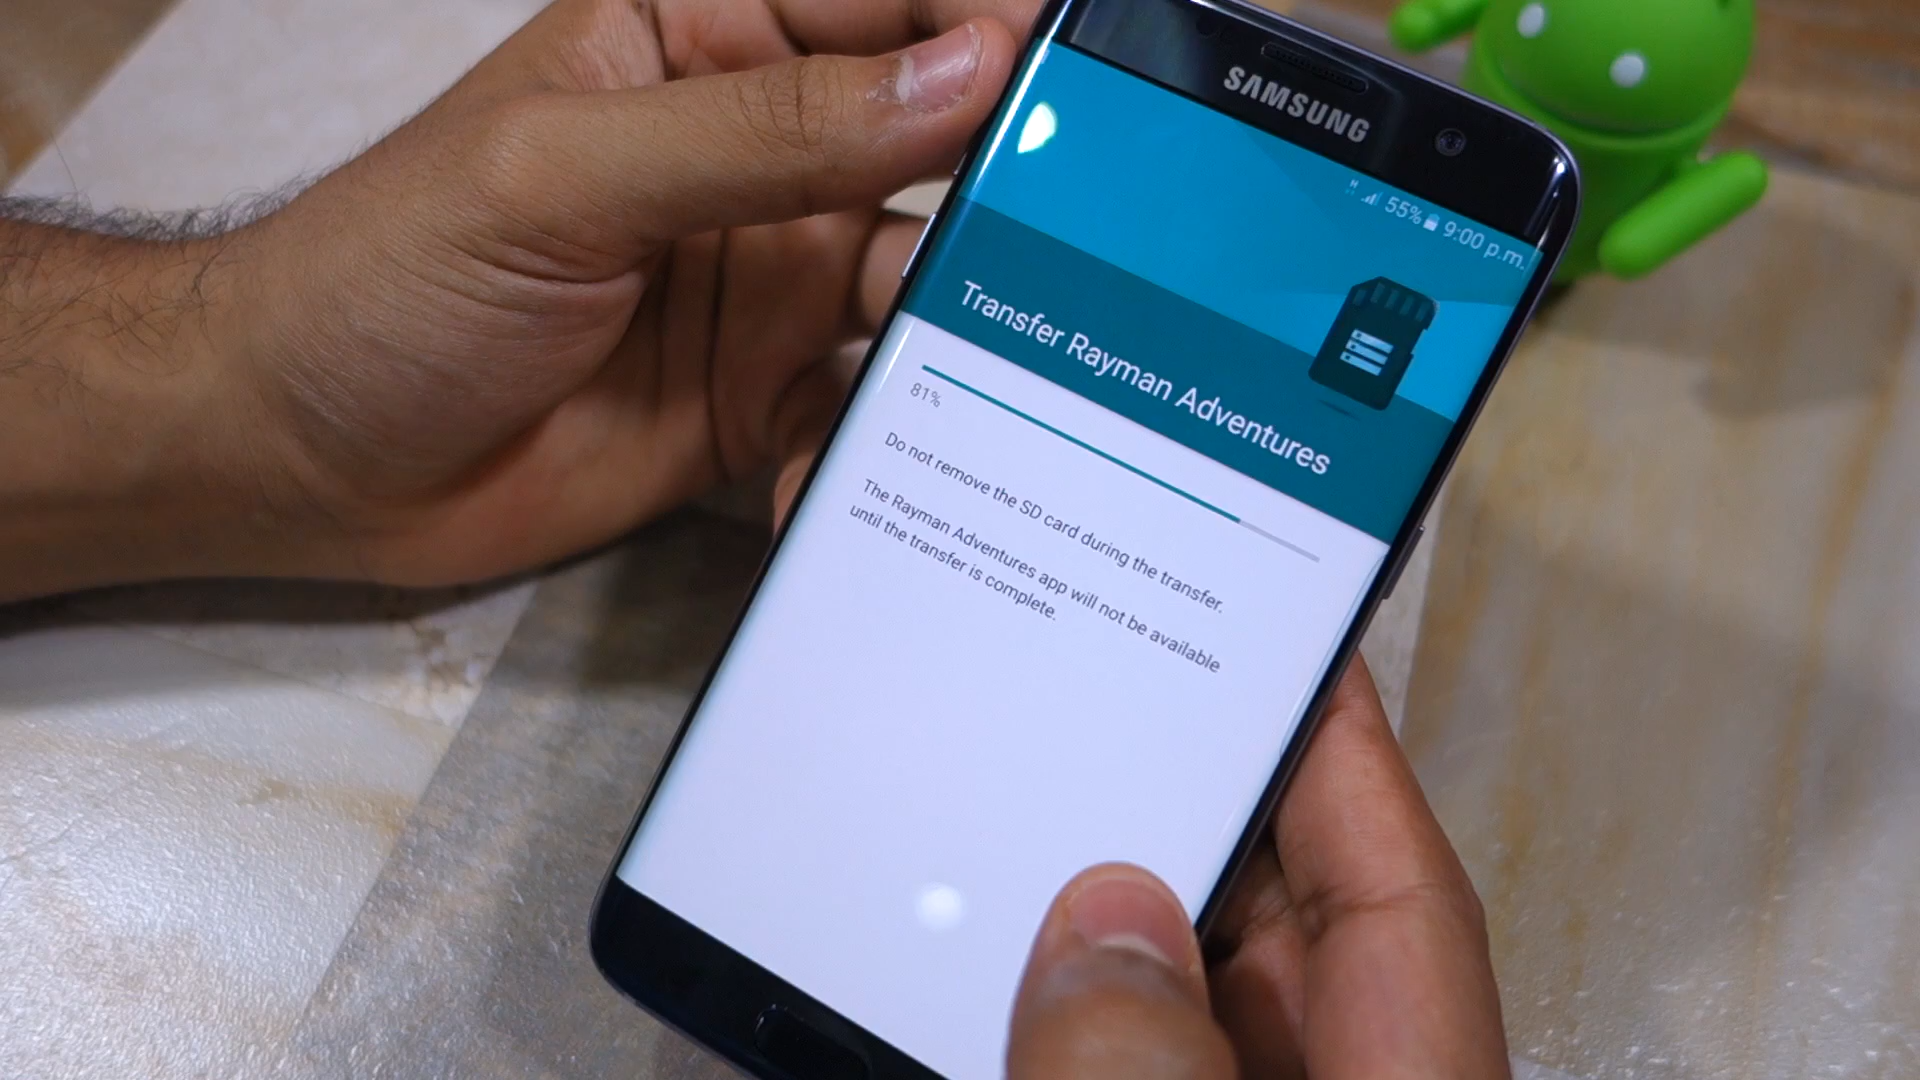 SAMSUNG
H 55% 9:00 p.m.
Transfer Rayman Adventures
81%
Do not remove the SD card during the transfer.
The Rayman Adventures app will not be available
until the transfer is complete.